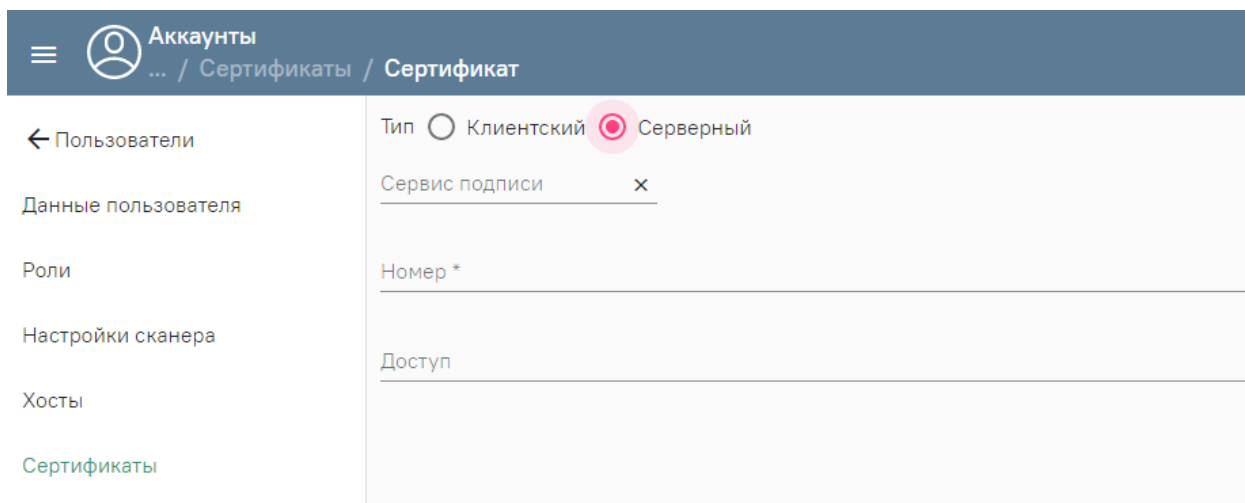 Аккаунты
... / Сертификаты / Сертификат
Пользователи
Данные пользователя
Роли
Настройки сканера
Хосты
Сертификаты
Тип Клиентский Серверный
Сервис подписи ×
Номер *
Доступ